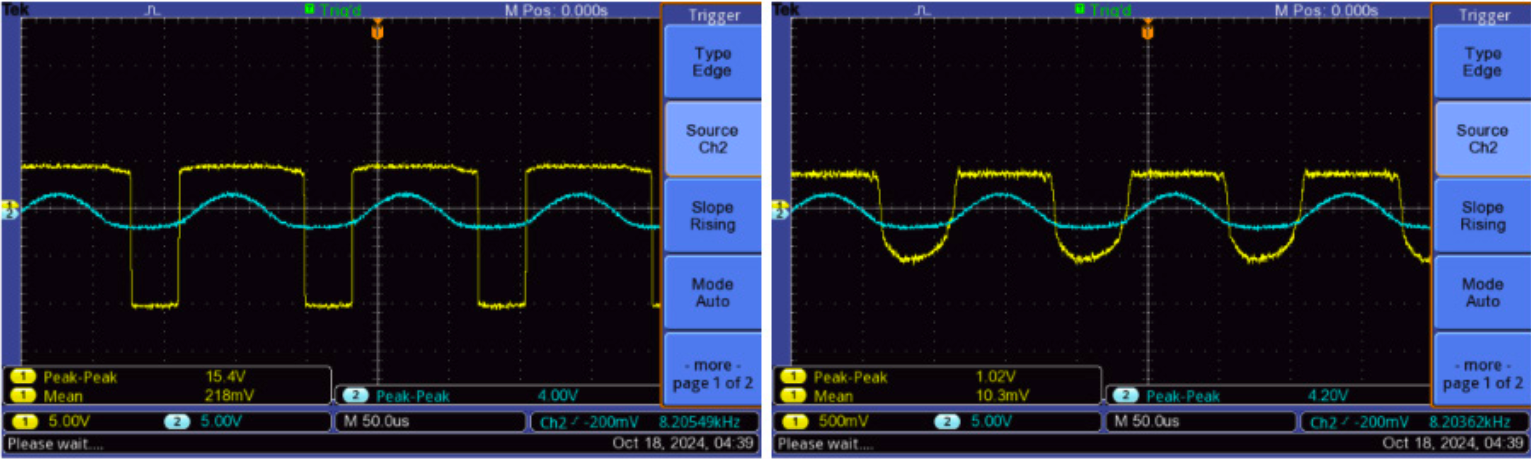 Tek
T Trig'd
M Pos: 0.000s
Trigger
Type
Edge
Source
Ch2
Slope
Rising
Mode
Auto
- more -
page 1 of 2
1
2
1 Peak-Peak 15.4V
1 Mean 218mV
2 Peak-Peak 4.00V
1 5.00V
2 5.00V
M 50.0us
Ch2 -200mV 8.20549kHz
Please wait....
Oct 18, 2024, 04:39
Tek
T Trig'd
M Pos: 0.000s
Trigger
Type
Edge
Source
Ch2
Slope
Rising
Mode
Auto
- more -
page 1 of 2
1
2
1 Peak-Peak 1.02V
1 Mean 10.3mV
2 Peak-Peak 4.20V
1 500mV
2 5.00V
M 50.0us
Ch2 -200mV 8.20362kHz
Please wait....
Oct 18, 2024, 04:39